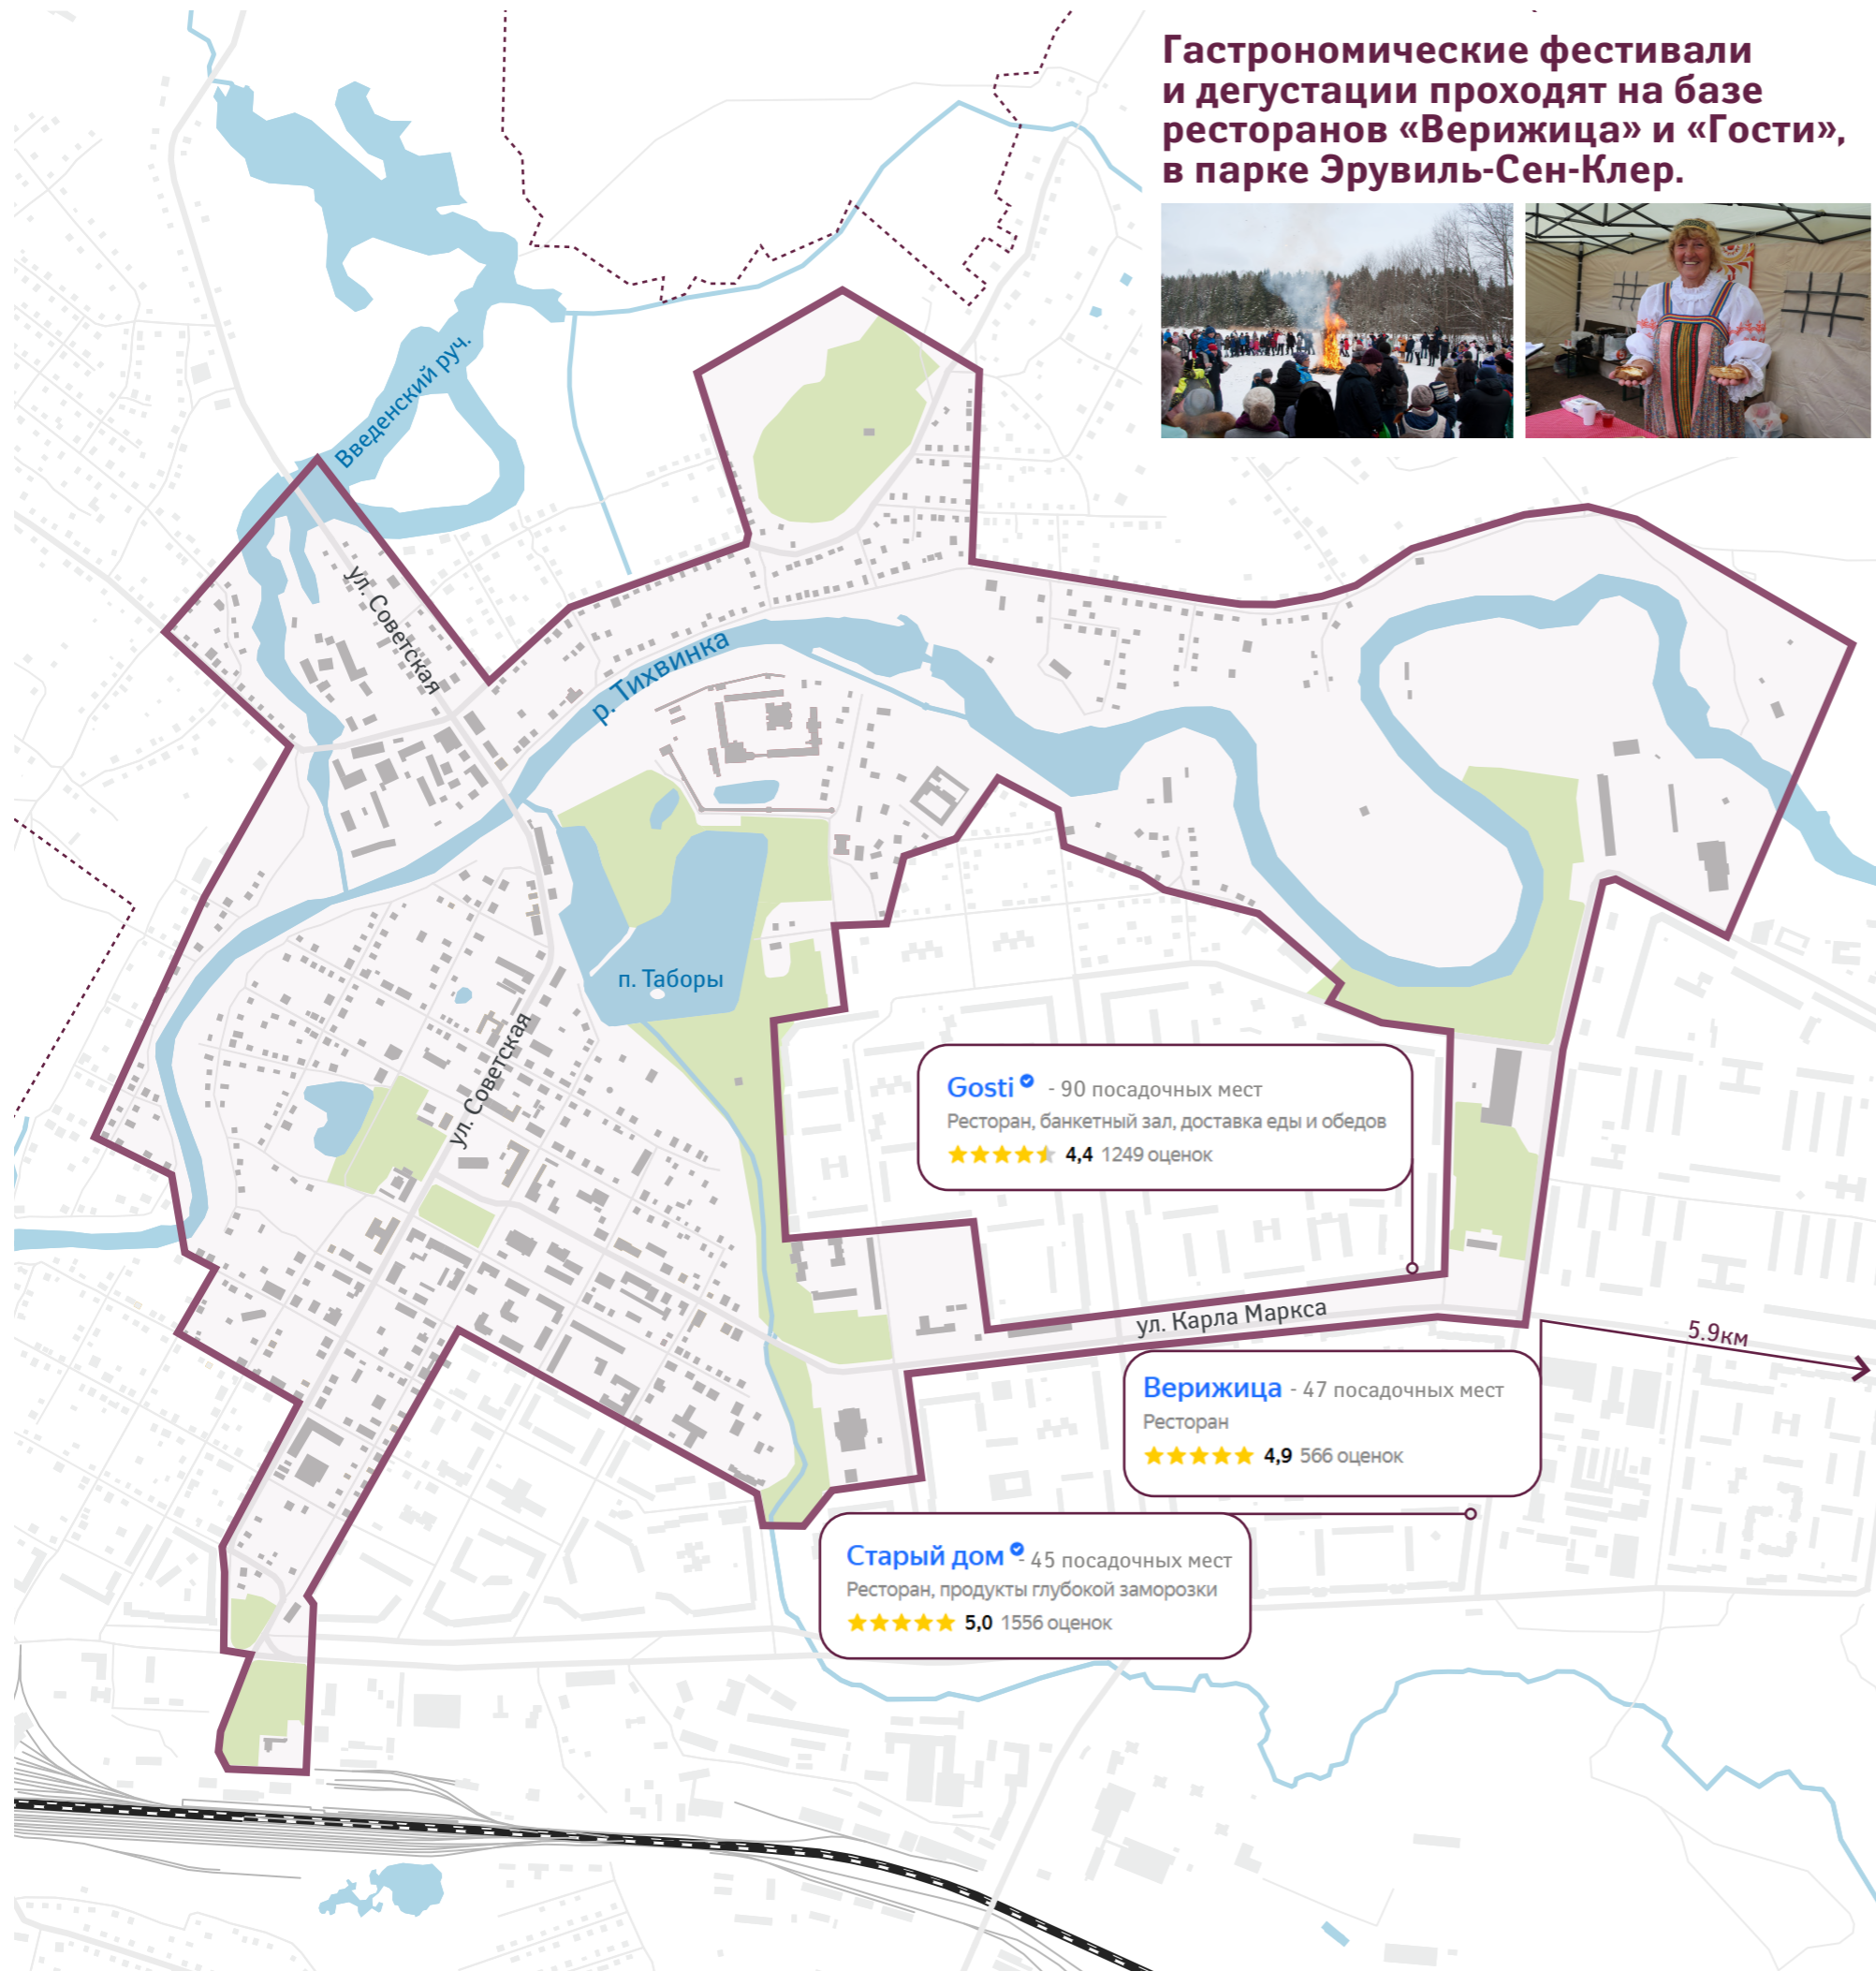 Гастрономические фестивали
и дегустации проходят на базе
ресторанов «Верижица» и «Гости»,
в парке Эрувиль-Сен-Клер.
Введенский руч.
ул. Советская
р. Тихвинка
п. Таборы
ул. Советская
Gosti - 90 посадочных мест
Ресторан, банкетный зал, доставка еды и обедов
4,4 1249 оценок
ул. Карла Маркса
5.9км
Верижица - 47 посадочных мест
Ресторан
4,9 566 оценок
Старый дом - 45 посадочных мест
Ресторан, продукты глубокой заморозки
5,0 1556 оценок